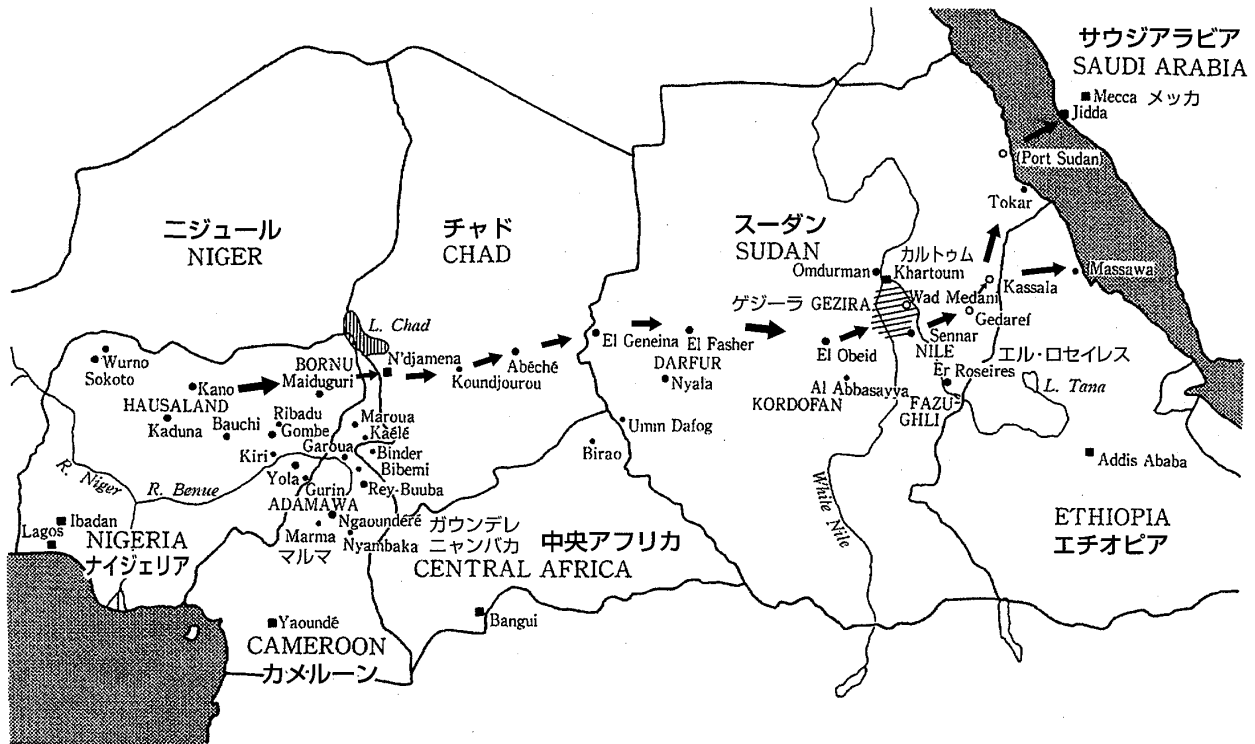 サウジアラビア
SAUDI ARABIA
Mecca メッカ
Jidda
(Port Sudan)
Tokar
ニジュール
NIGER
チャド
CHAD
スーダン
SUDAN
カルトゥム
Omdurman
Khartoum
Kassala
(Massawa)
ゲジーラ GEZIRA
Wad Medani
Gedaref
L. Chad
Wurno
Sokoto
BORNU
N'djamena
Maiduguri
Koundjourou
Abéché
El Geneina
El Fasher
DARFUR
Nyala
El Obeid
Sennar
NILE
エル・ロセイレス
Er Roseires
L. Tana
Kano
HAUSALAND
Kaduna
Bauchi
Ribadu
Gombe
Maroua
Kàélé
Garoua
Binder
Bibemi
Kiri
Yola
Gurin
Rey-Buuba
Al Abbasayya
KORDOFAN
FAZU-
GHLI
Umm Dafog
Birao
Addis Ababa
R. Niger
R. Benue
ADAMAWA
Ngaoundéré
ガウンデレ
Marma
マルマ
Nyambaka
ニャンバカ
White Nile
Ibadan
Lagos
NIGERIA
ナイジェリア
中央アフリカ
CENTRAL AFRICA
ETHIOPIA
エチオピア
Bangui
Yaoundé
CAMEROON
カメルーン